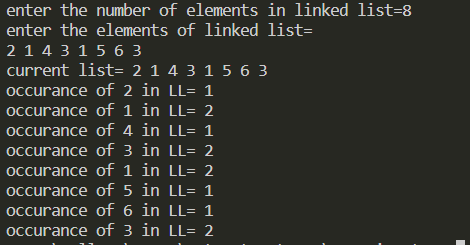 enter the number of elements in linked list=8
enter the elements of linked list=
2 1 4 3 1 5 6 3
current list= 2 1 4 3 1 5 6 3
occurance of 2 in LL= 1
occurance of 1 in LL= 2
occurance of 4 in LL= 1
occurance of 3 in LL= 2
occurance of 1 in LL= 2
occurance of 5 in LL= 1
occurance of 6 in LL= 1
occurance of 3 in LL= 2